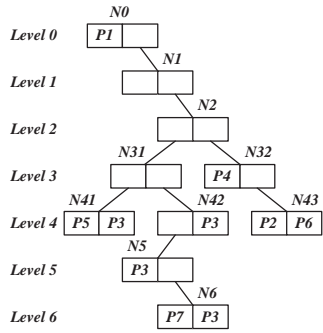 N0
Level 0 P1
N1
Level 1
N2
Level 2
N31 N32
Level 3 P4
N41 N42 N43
Level 4 P5 P3 P3 P2 P6
N5
Level 5 P3
N6
Level 6 P7 P3